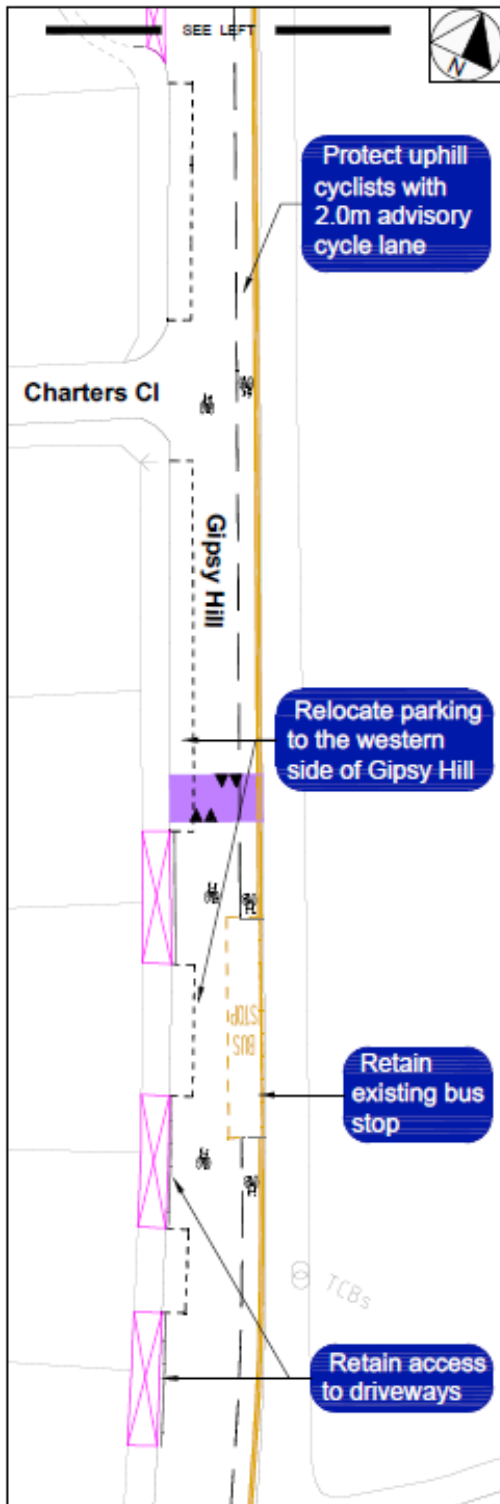 SEE LEFT
N
Protect uphill
cyclists with
2.0m advisory
cycle lane
Charters Cl
Gipsy Hill
Relocate parking
to the western
side of Gipsy Hill
BUS
STOP
Retain
existing bus
stop
TCBs
Retain access
to driveways